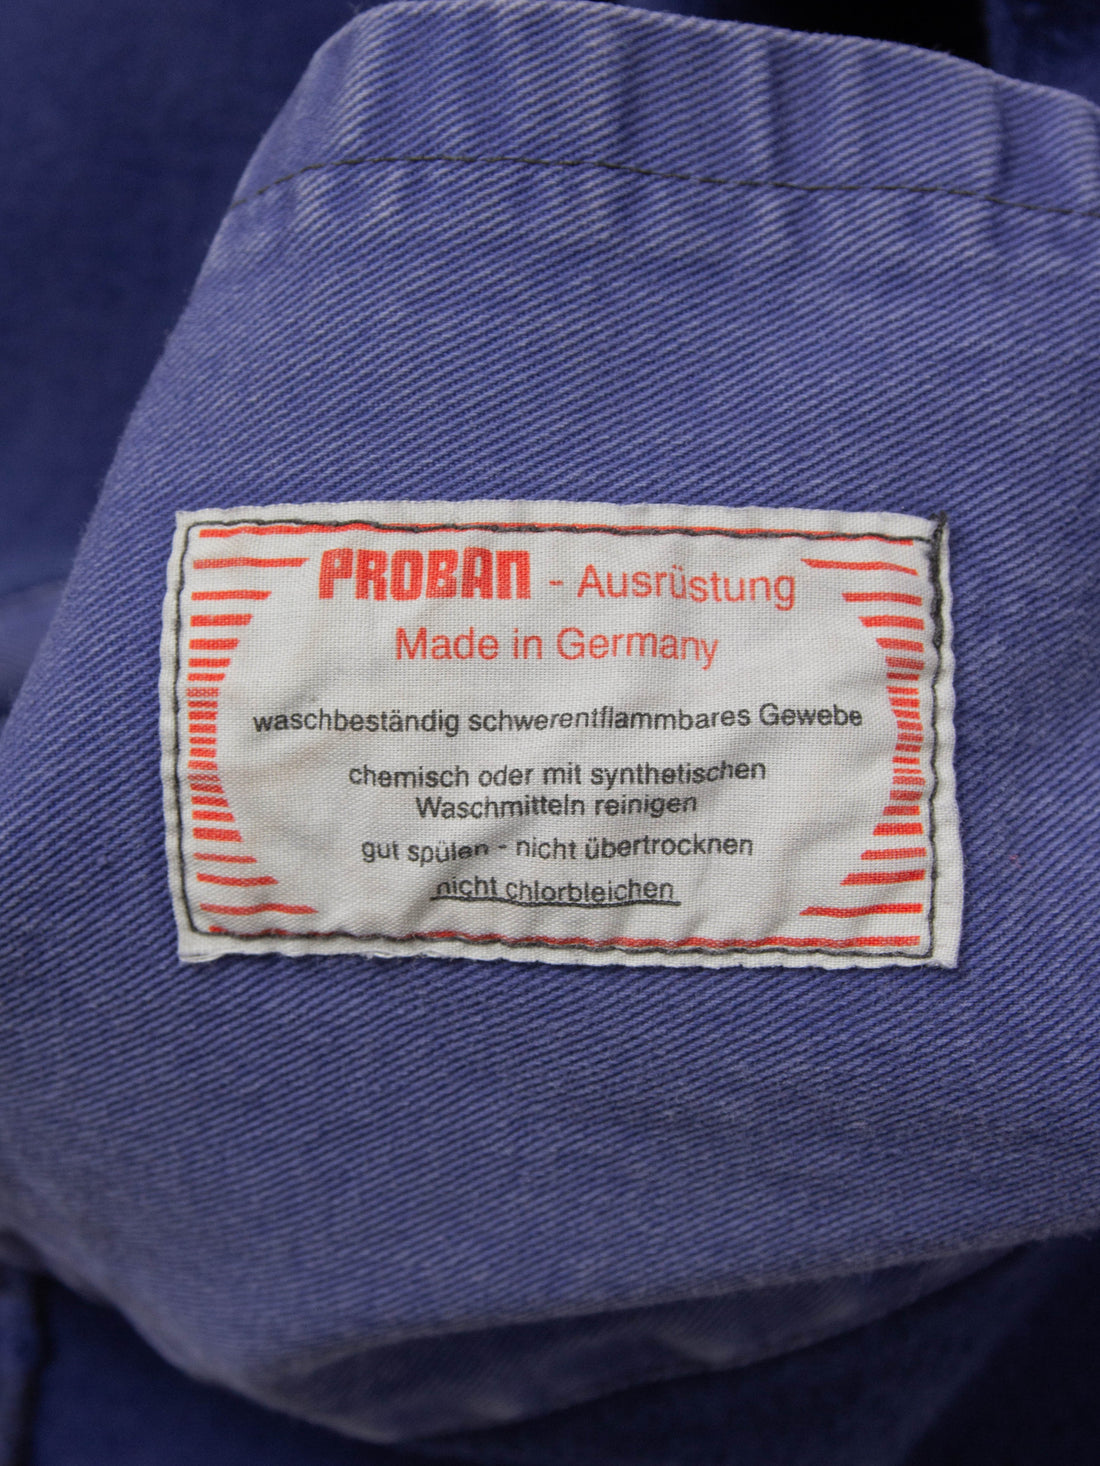 PROBAN - Ausrüstung
Made in Germany
waschbeständig schwerentflammbares Gewebe
chemisch oder mit synthetischen
Waschmitteln reinigen
gut spülen - nicht übertrocknen
nicht chlorbleichen